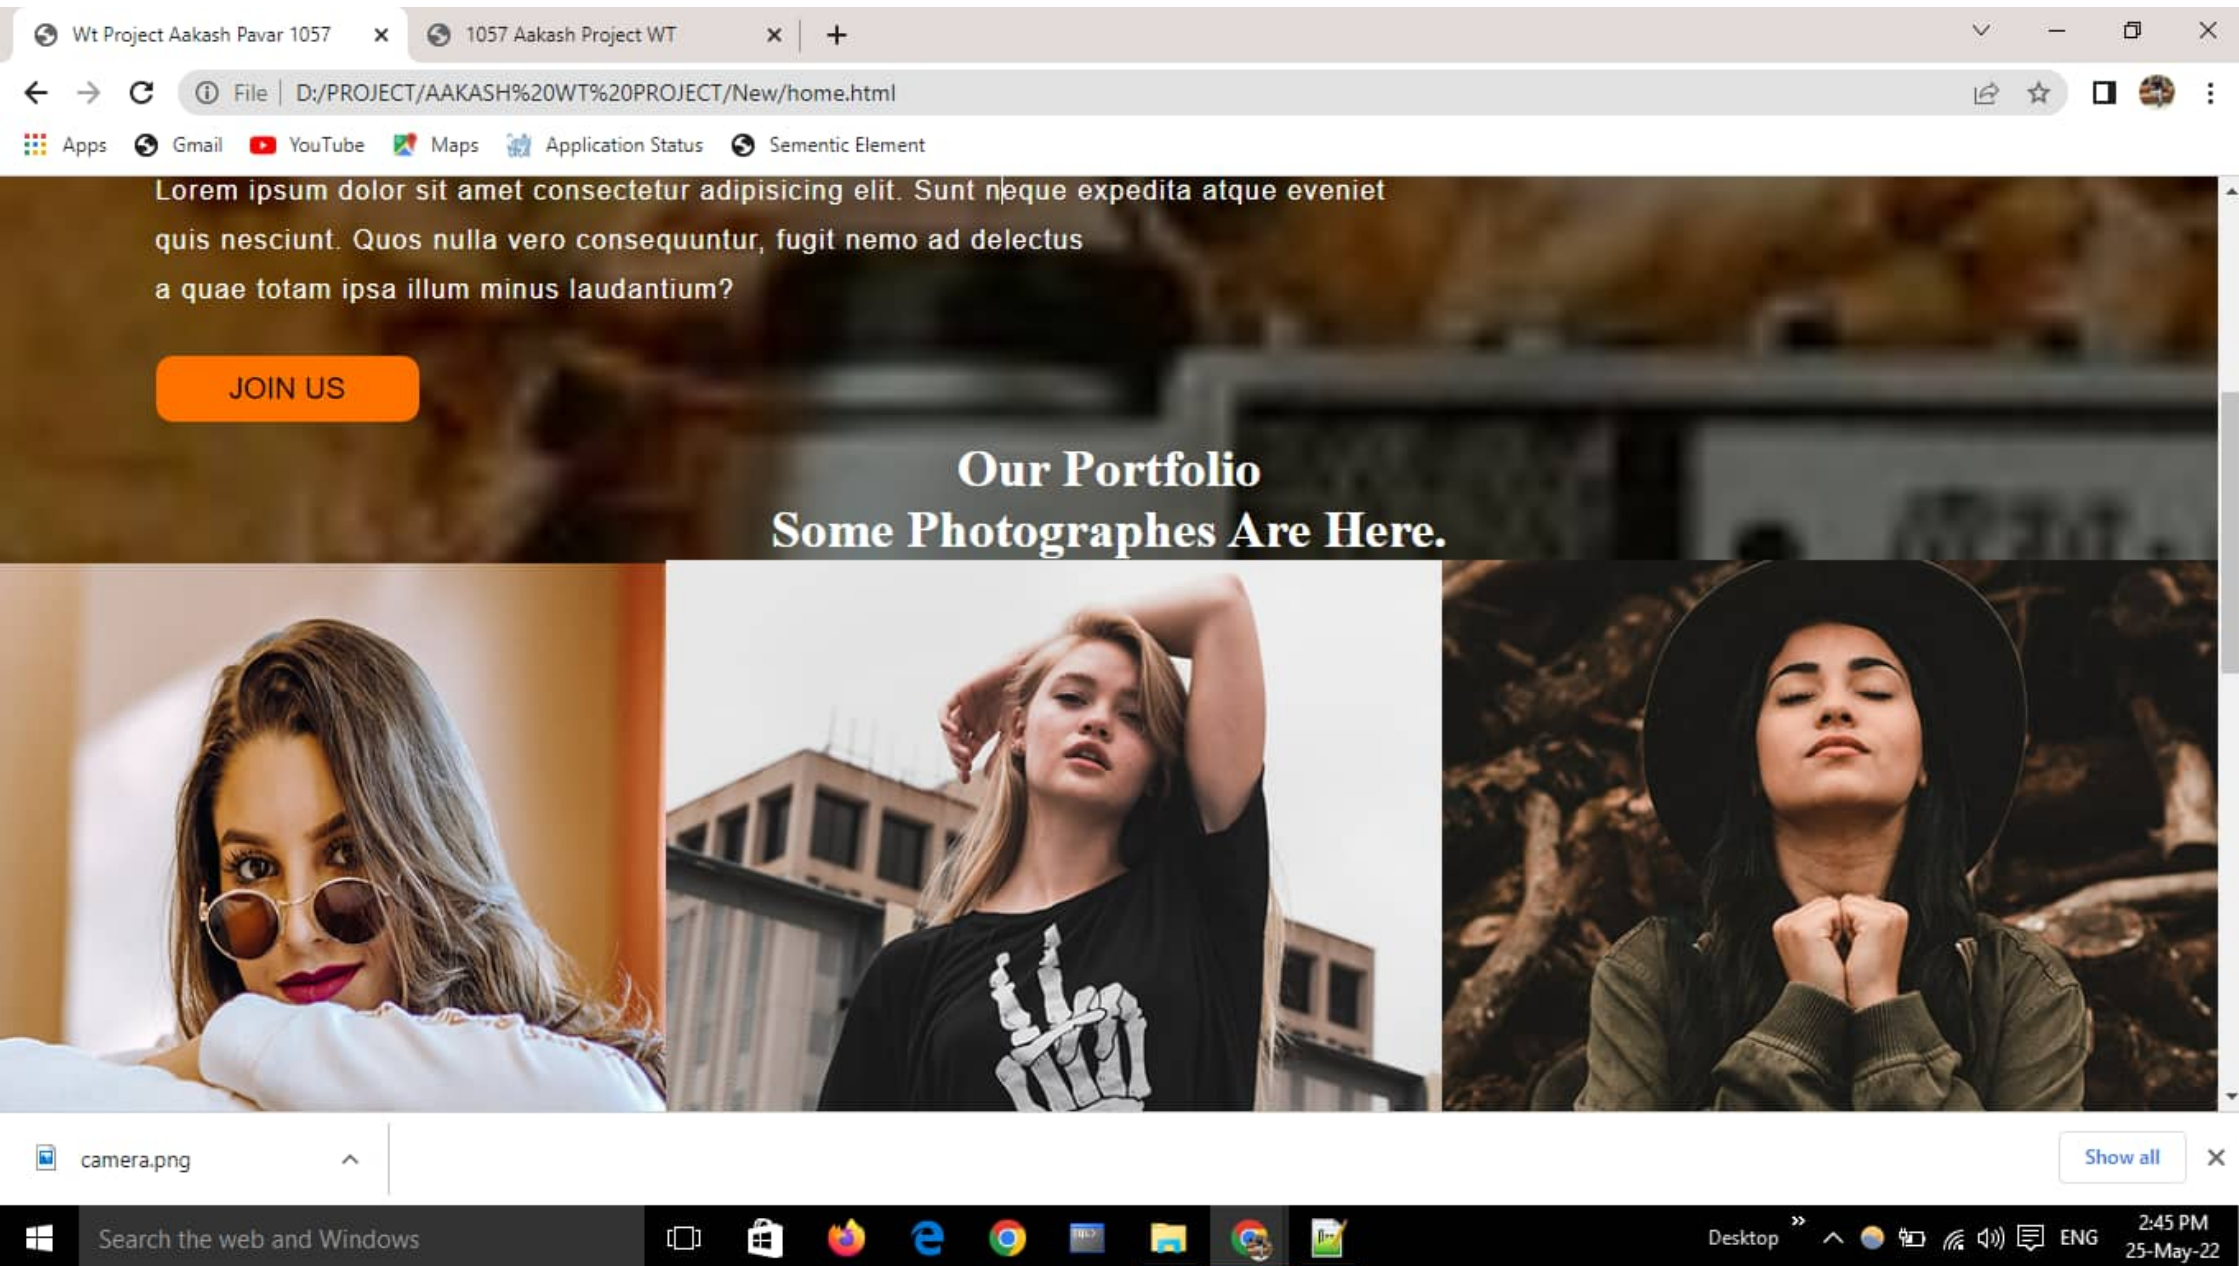 Wt Project Aakash Pavar 1057
1057 Aakash Project WT
File D:/PROJECT/AAKASH%20WT%20PROJECT/New/home.html
Apps Gmail YouTube Maps Application Status Sementic Element
Lorem ipsum dolor sit amet consectetur adipisicing elit. Sunt neque expedita atque eveniet
quis nesciunt. Quos nulla vero consequuntur, fugit nemo ad delectus
a quae totam ipsa illum minus laudantium?
JOIN US
Our Portfolio
Some Photographes Are Here.
camera.png
Show all
Search the web and Windows
Desktop
ENG
2:45 PM
25-May-22